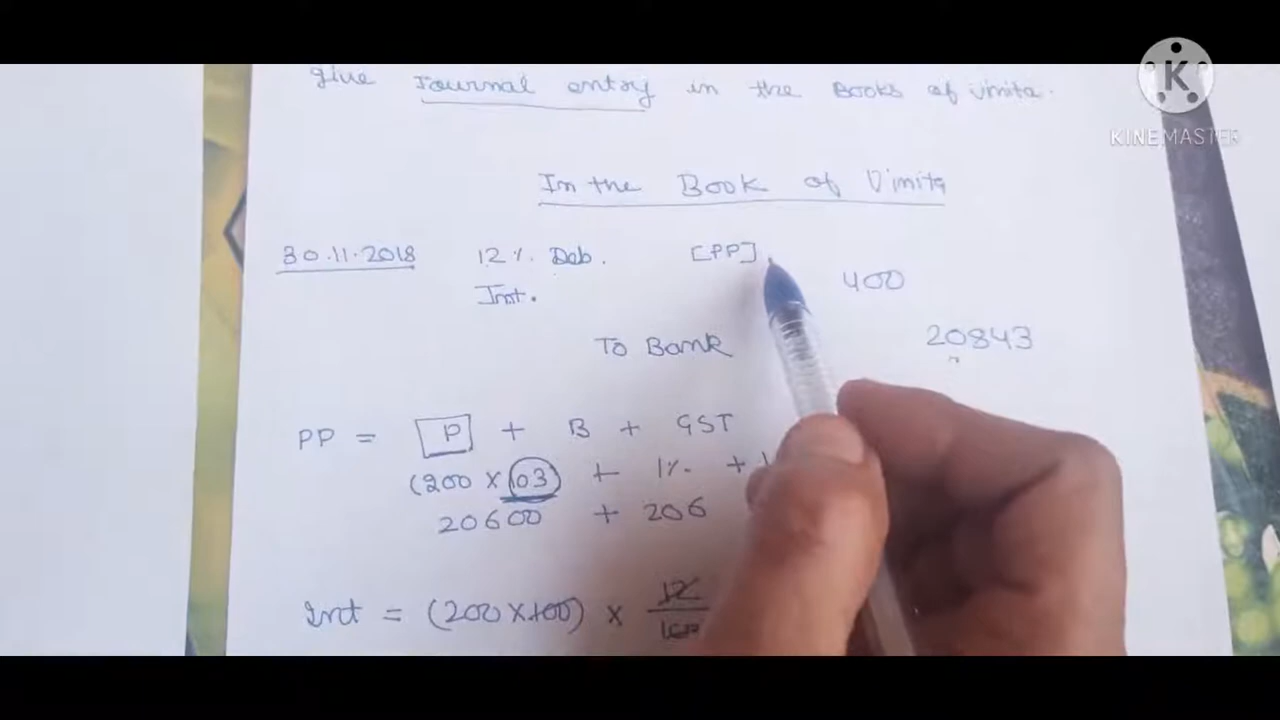 give Journal entry in the Books of Vinita.
K
KINEMASTER
In the Book of Vinita
30.11.2018 12%. Deb. [PP]
Int. 400
To Bank 20843
PP = P + B + GST
(200 × 103 + 1%. +
20600 + 206
Int = (200 × 100) × 12
100